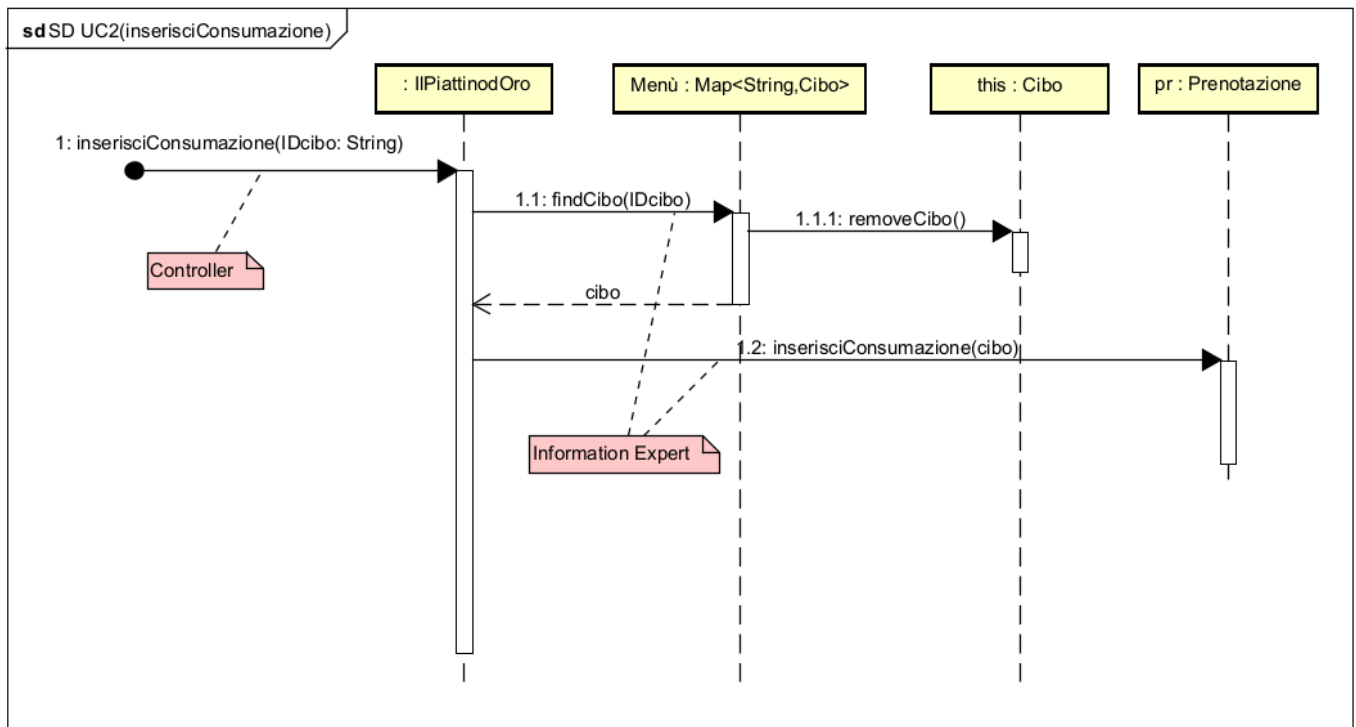 sd SD UC2(inserisciConsumazione)
: IlPiattinodOro
Menù : Map<String,Cibo>
this : Cibo
pr : Prenotazione
1: inserisciConsumazione(IDcibo: String)
1.1: findCibo(IDcibo)
1.1.1: removeCibo()
Controller
cibo
1.2: inserisciConsumazione(cibo)
Information Expert